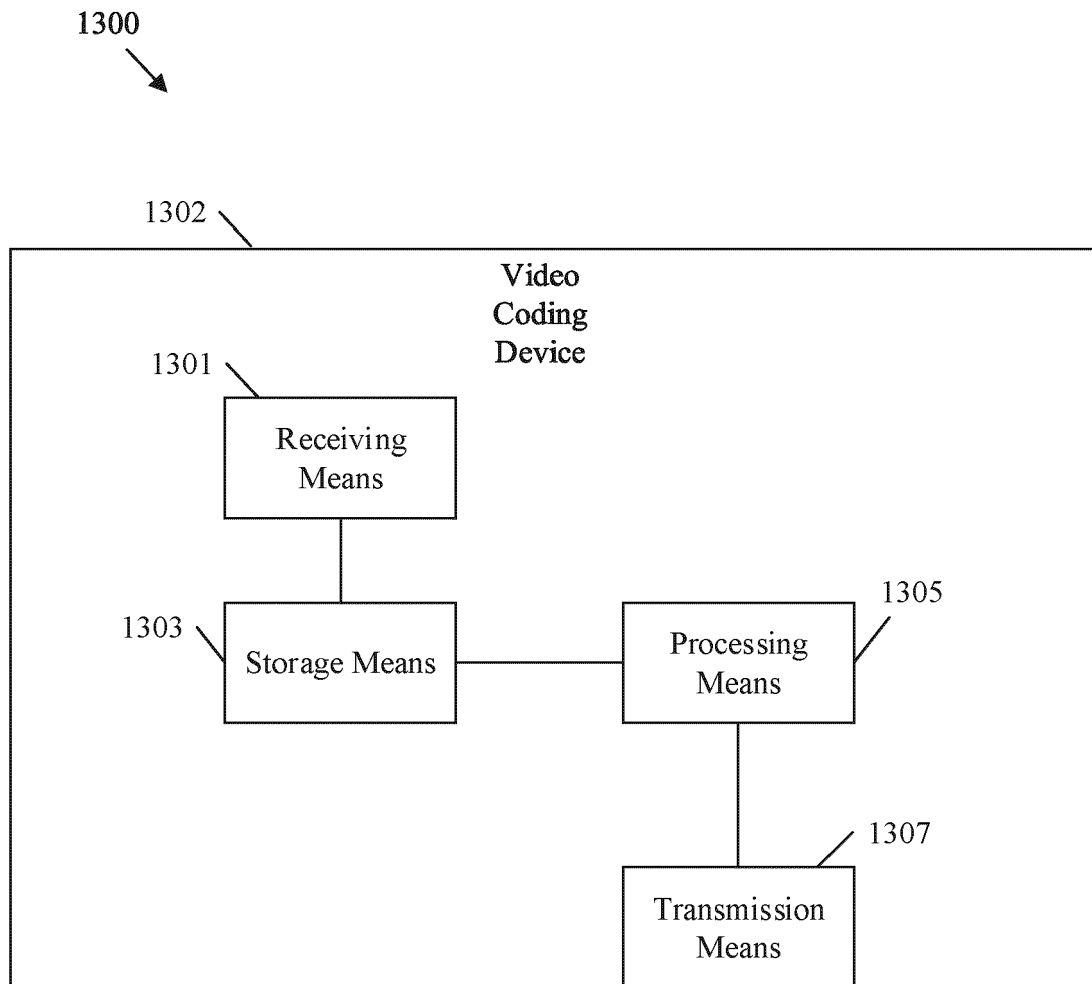 1300
1302
Video
Coding
Device
1301
Receiving
Means
1303
Storage Means
1305
Processing
Means
1307
Transmission
Means